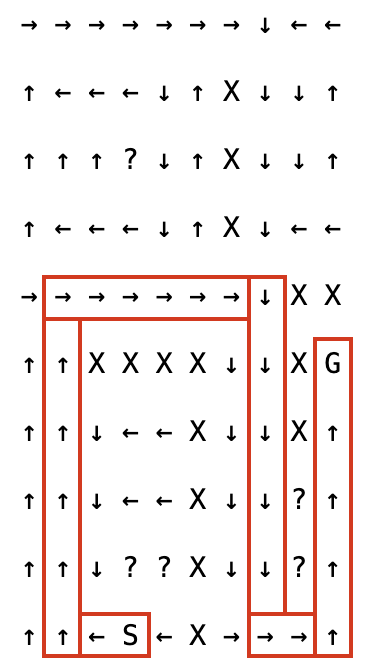 → → → → → → → ↓ ← ←
↑ ← ← ← ↓ ↑ X ↓ ↓ ↑
↑ ↑ ↑ ? ↓ ↑ X ↓ ↓ ↑
↑ ← ← ← ↓ ↑ X ↓ ← ←
→ → → → → → → ↓ X X
↑ ↑ X X X X ↓ ↓ X G
↑ ↑ ↓ ← ← X ↓ ↓ X ↑
↑ ↑ ↓ ← ← X ↓ ↓ ? ↑
↑ ↑ ↓ ? ? X ↓ ↓ ? ↑
↑ ↑ ← S ← X → → → ↑